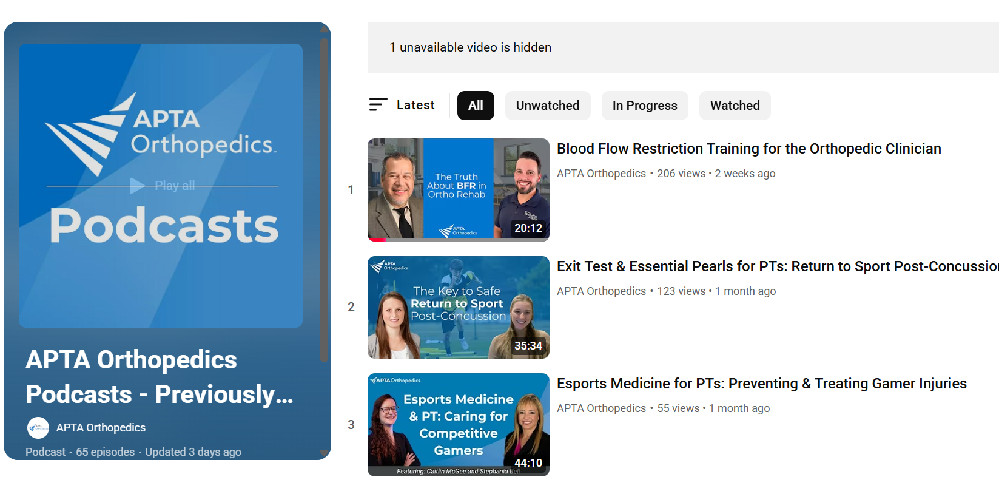 APTA
Orthopedics
Play all
Podcasts
APTA Orthopedics
Podcasts - Previously...
APTA Orthopedics
Podcast • 65 episodes • Updated 3 days ago
1 unavailable video is hidden
Latest
All
Unwatched
In Progress
Watched
1
The Truth
About BFR in
Ortho Rehab
APTA
Orthopedics
20:12
Blood Flow Restriction Training for the Orthopedic Clinician
APTA Orthopedics • 206 views • 2 weeks ago
2
APTA
Orthopedics
The Key to Safe
Return to Sport
Post-Concussion
35:34
Exit Test & Essential Pearls for PTs: Return to Sport Post-Concussion
APTA Orthopedics • 123 views • 1 month ago
3
APTA Orthopedics
Esports Medicine
& PT: Caring for
Competitive
Gamers
44:10
Featuring: Caitlin McGee and Stephania Bell
Esports Medicine for PTs: Preventing & Treating Gamer Injuries
APTA Orthopedics • 55 views • 1 month ago